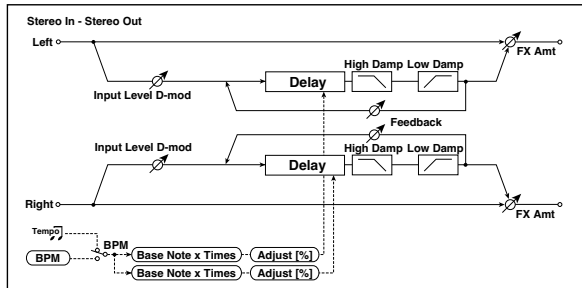 Stereo In - Stereo Out
Left
FX Amt
High Damp
Low Damp
Delay
Input Level D-mod
Feedback
Input Level D-mod
High Damp
Low Damp
Delay
Right
FX Amt
Tempo
BPM
BPM
Base Note x Times
Adjust [%]
Base Note x Times
Adjust [%]